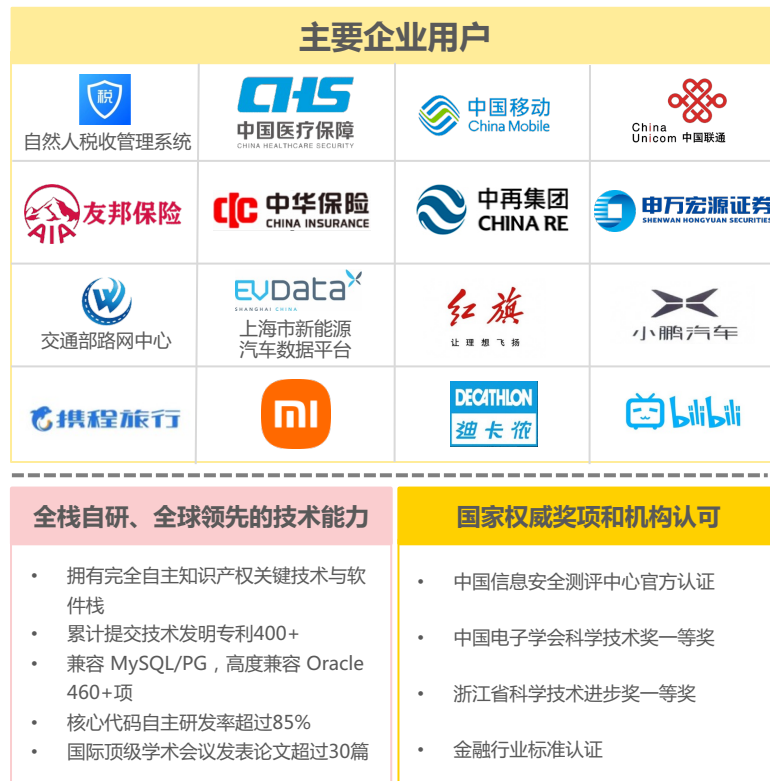 主要企业用户
税
自然人税收管理系统
CHS
中国医疗保障
CHINA HEALTHCARE SECURITY
中国移动
China Mobile
China
Unicom 中国联通
AIA 友邦保险
CIC 中华保险
CHINA INSURANCE
中再集团
CHINA RE
申万宏源证券
SHENWAN HONGYUAN SECURITIES
W
交通部路网中心
EVData
SHANGHAI CHINA
上海市新能源
汽车数据平台
红旗
让理想飞扬
小鹏汽车
携程旅行
mi
DECATHLON
迪卡侬
bilibili
全栈自研、全球领先的技术能力
• 拥有完全自主知识产权关键技术与软
件栈
• 累计提交技术发明专利400+
• 兼容 MySQL/PG，高度兼容 Oracle
460+项
• 核心代码自主研发率超过85%
• 国际顶级学术会议发表论文超过30篇
国家权威奖项和机构认可
• 中国信息安全测评中心官方认证
• 中国电子学会科学技术奖一等奖
• 浙江省科学技术进步奖一等奖
• 金融行业标准认证